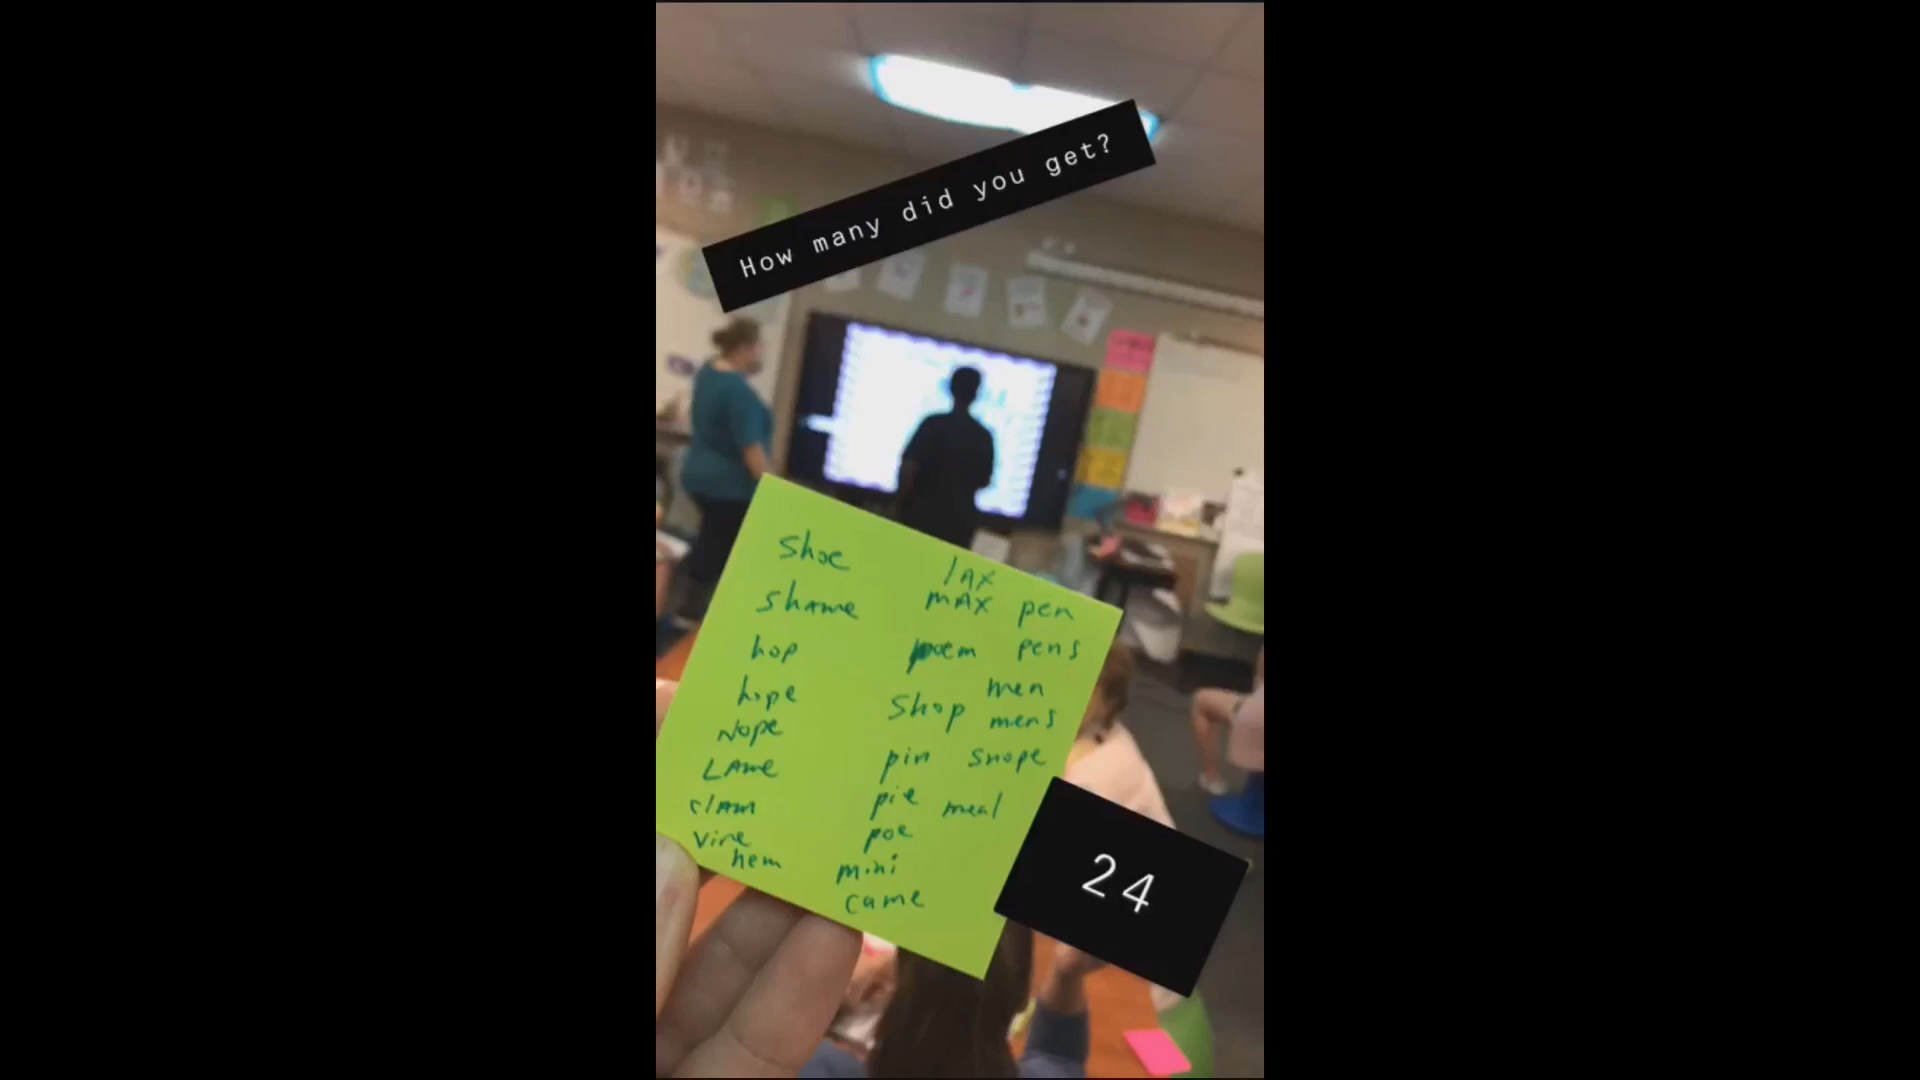 How many did you get?
shoe
shame
hop
hope
Nope
LAme
clAm
vine
hem
lAx
mAx pen
poem pens
men
Shop mens
pin snope
pie meal
poe
mini
came
24